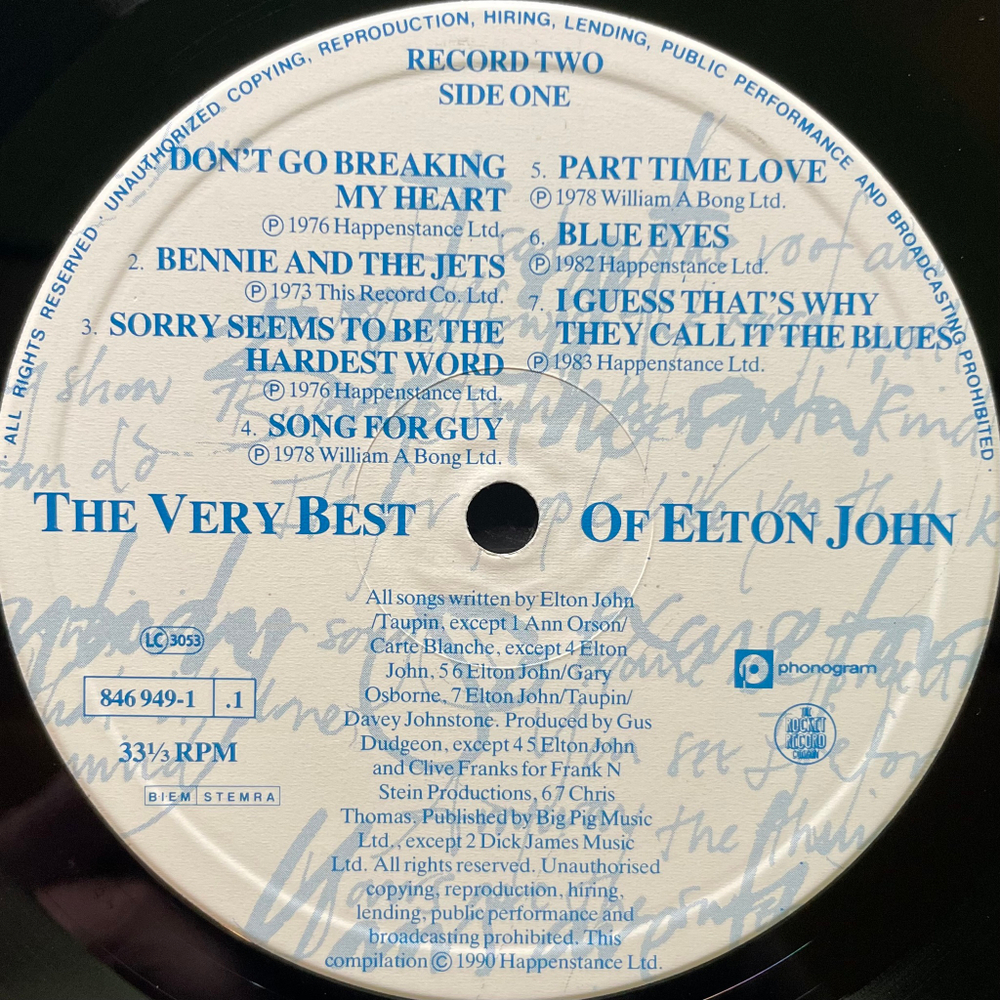 · ALL RIGHTS RESERVED · UNAUTHORIZED COPYING, REPRODUCTION, HIRING, LENDING, PUBLIC PERFORMANCE AND BROADCASTING PROHIBITED
RECORD TWO
SIDE ONE
DON'T GO BREAKING
MY HEART
Ⓟ 1976 Happenstance Ltd.
2. BENNIE AND THE JETS
Ⓟ 1973 This Record Co. Ltd.
3. SORRY SEEMS TO BE THE
HARDEST WORD
Ⓟ 1976 Happenstance Ltd.
4. SONG FOR GUY
Ⓟ 1978 William A Bong Ltd.
5. PART TIME LOVE
Ⓟ 1978 William A Bong Ltd.
6. BLUE EYES
Ⓟ 1982 Happenstance Ltd.
7. I GUESS THAT'S WHY
THEY CALL IT THE BLUES
Ⓟ 1983 Happenstance Ltd.
THE VERY BEST OF ELTON JOHN
All songs written by Elton John
/Taupin, except 1 Ann Orson/
Carte Blanche, except 4 Elton
John, 5 6 Elton John/Gary
Osborne, 7 Elton John/Taupin/
Davey Johnstone. Produced by Gus
Dudgeon, except 4 5 Elton John
and Clive Franks for Frank N
Stein Productions, 6 7 Chris
Thomas. Published by Big Pig Music
Ltd., except 2 Dick James Music
Ltd. All rights reserved. Unauthorised
copying, reproduction, hiring,
lending, public performance and
broadcasting prohibited. This
compilation © 1990 Happenstance Ltd.
LC 3053
846 949-1 .1
33⅓ RPM
BIEM STEMRA
phonogram
THE
ROCKET
RECORD
COMPANY